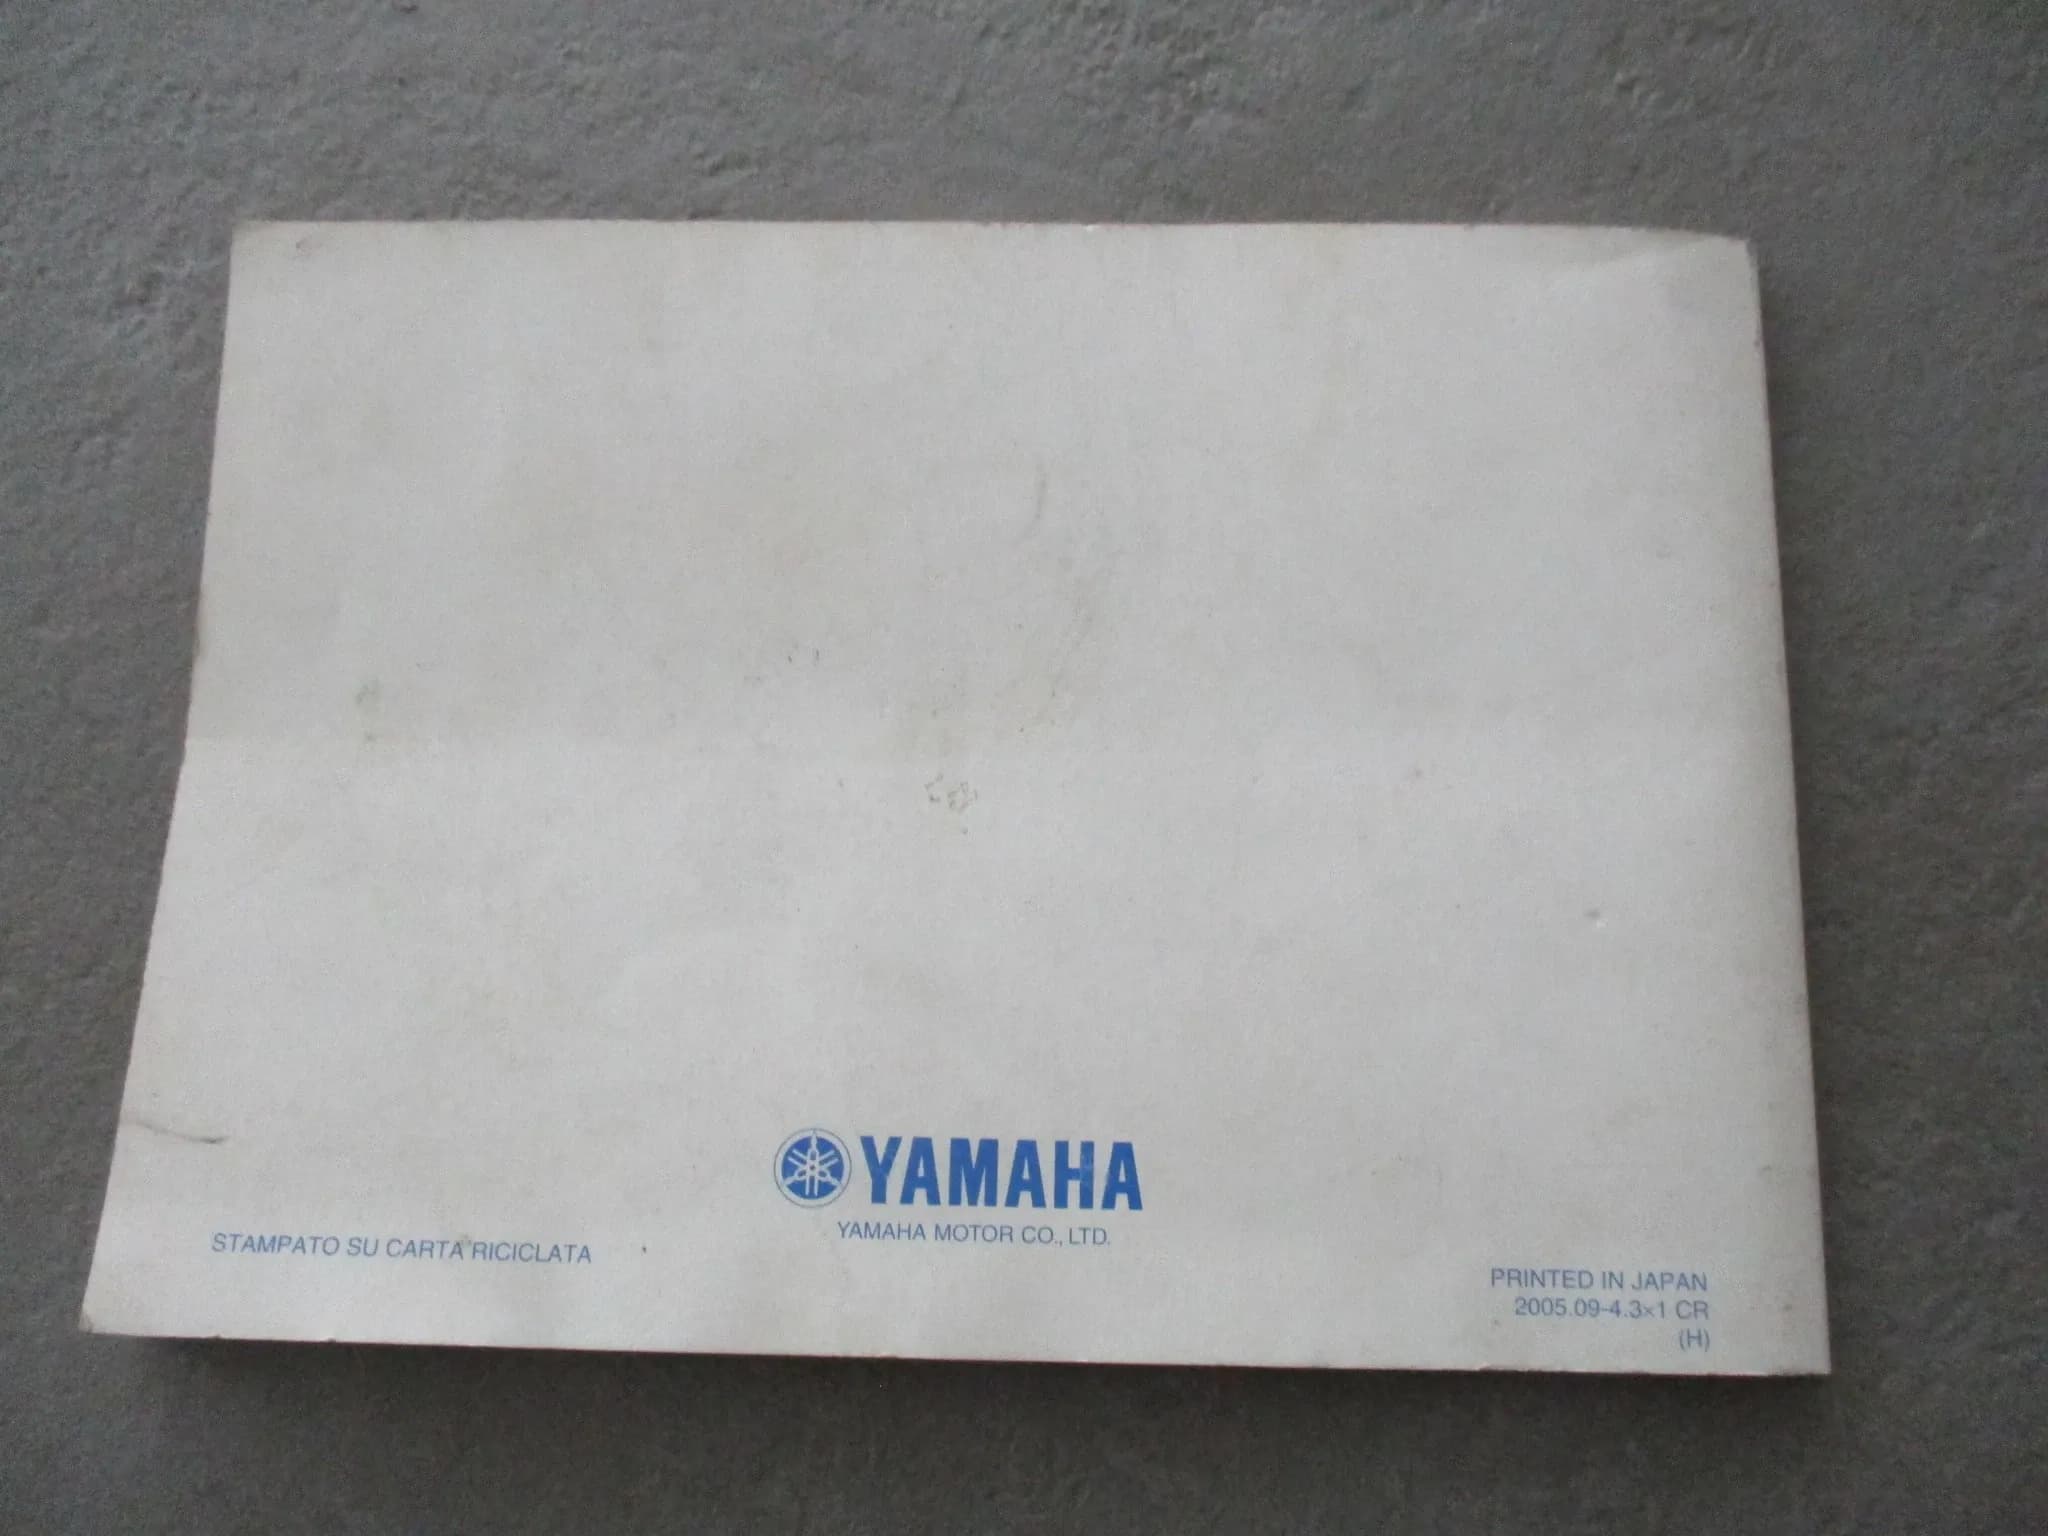 YAMAHA
YAMAHA MOTOR CO., LTD.
STAMPATO SU CARTA RICICLATA
PRINTED IN JAPAN
2005.09-4.3×1 CR
(H)